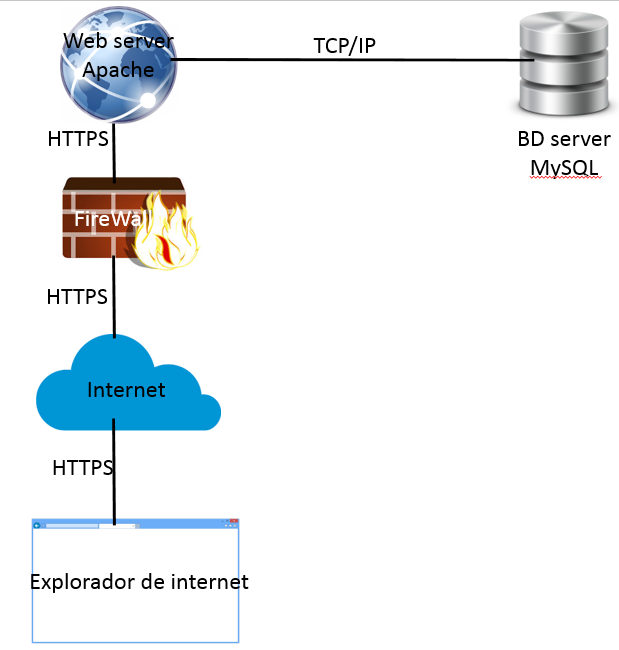 Web server
Apache
TCP/IP
BD server
MySQL
HTTPS
FireWall
HTTPS
Internet
HTTPS
Explorador de internet